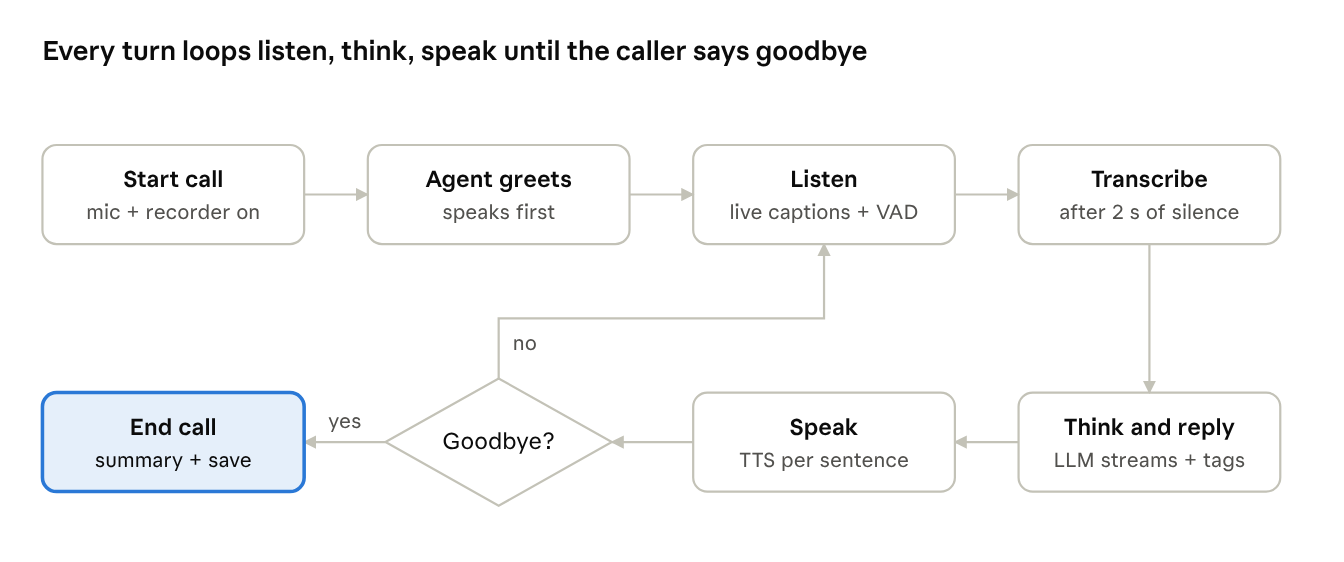 Every turn loops listen, think, speak until the caller says goodbye
Start call
mic + recorder on
Agent greets
speaks first
Listen
live captions + VAD
Transcribe
after 2 s of silence
no
End call
summary + save
yes
Goodbye?
Speak
TTS per sentence
Think and reply
LLM streams + tags